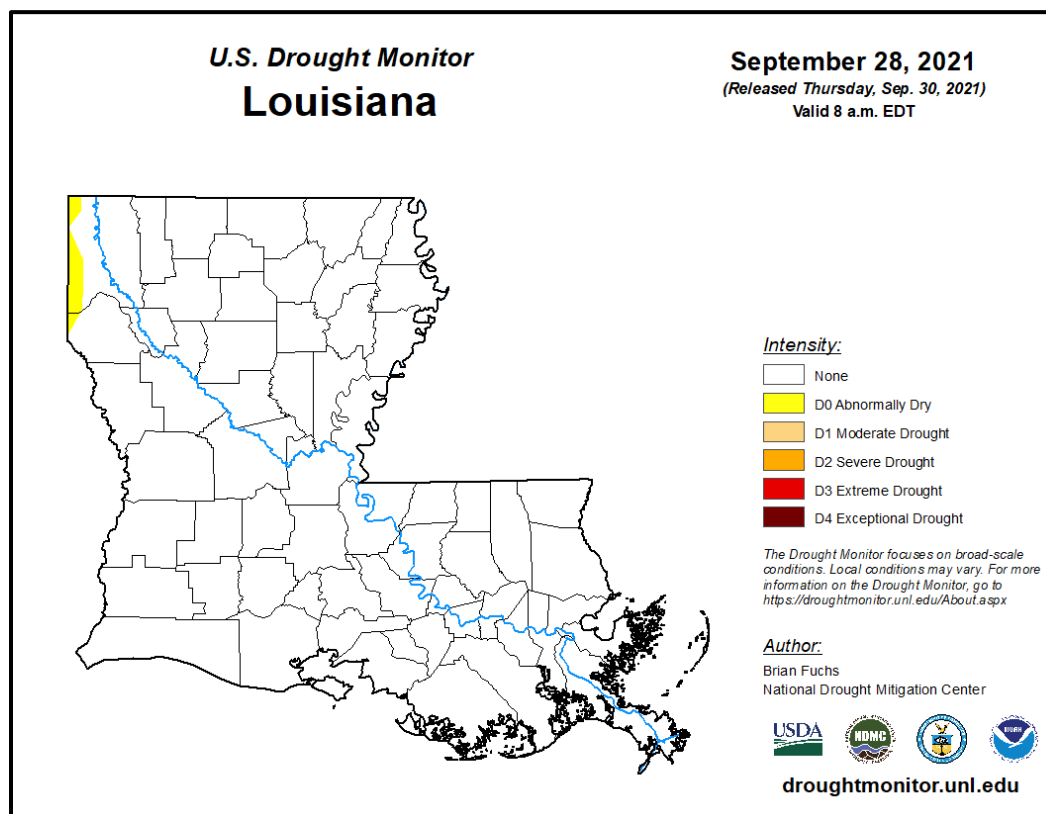 U.S. Drought Monitor
Louisiana
September 28, 2021
(Released Thursday, Sep. 30, 2021)
Valid 8 a.m. EDT
Intensity:
None
D0 Abnormally Dry
D1 Moderate Drought
D2 Severe Drought
D3 Extreme Drought
D4 Exceptional Drought
The Drought Monitor focuses on broad-scale
conditions. Local conditions may vary. For more
information on the Drought Monitor, go to
https://droughtmonitor.unl.edu/About.aspx
Author:
Brian Fuchs
National Drought Mitigation Center
USDA
NDMC
droughtmonitor.unl.edu